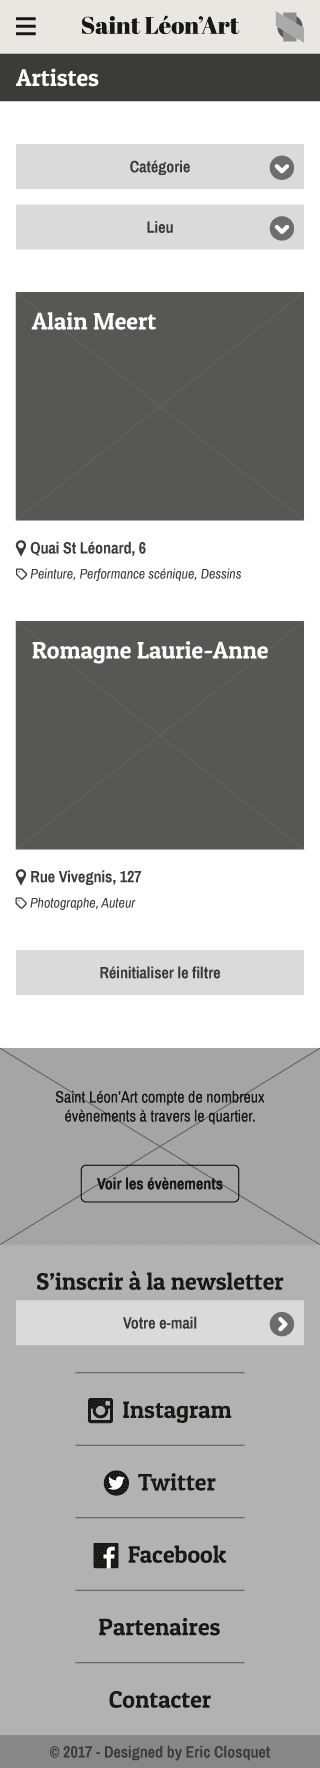 Saint Léon’Art
Artistes
Catégorie
Lieu
Alain Meert
Quai St Léonard, 6
Peinture, Performance scénique, Dessins
Romagne Laurie-Anne
Rue Vivegnis, 127
Photographe, Auteur
Réinitialiser le filtre
Saint Léon’Art compte de nombreux
évènements à travers le quartier.
Voir les évènements
S’inscrir à la newsletter
Votre e-mail
Instagram
Twitter
Facebook
Partenaires
Contacter
© 2017 - Designed by Eric Closquet